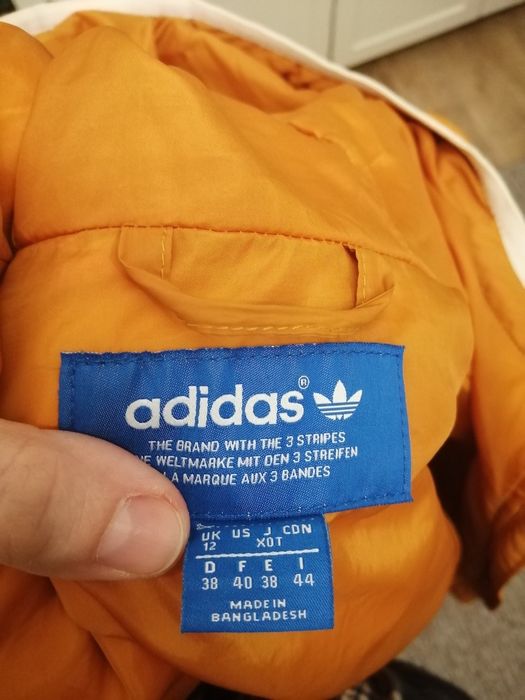 adidas®
THE BRAND WITH THE 3 STRIPES
WELTMARKE MIT DEN 3 STREIFEN
LA MARQUE AUX 3 BANDES
UK US J CDN
12 XOT
D F E I
38 40 38 44
MADE IN
BANGLADESH